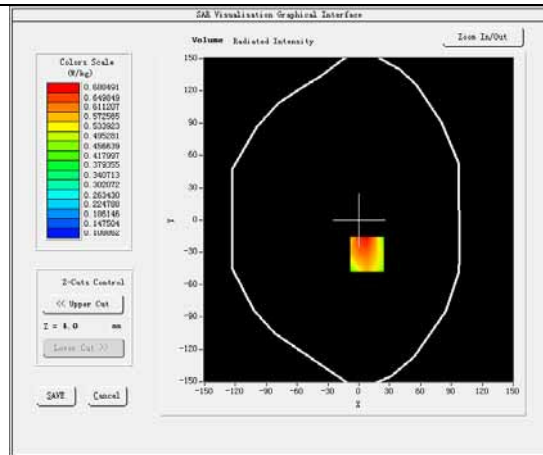 SAR Visualisation Graphical Interface
Volume Radiated Intensity
Zoom In/Out
Colors Scale
(W/kg)
0.688491
0.649849
0.611207
0.572565
0.533923
0.495281
0.456639
0.417997
0.379355
0.340713
0.302072
0.263430
0.224788
0.186146
0.147504
0.108862
150
120
90
60
30
0
-30
-60
-90
-120
-150
Y
-150 -120 -90 -60 -30 0 30 60 90 120 150
X
Z-Cuts Control
<< Upper Cut
Z = 4.0 mm
Lower Cut >>
SAVE
Cancel